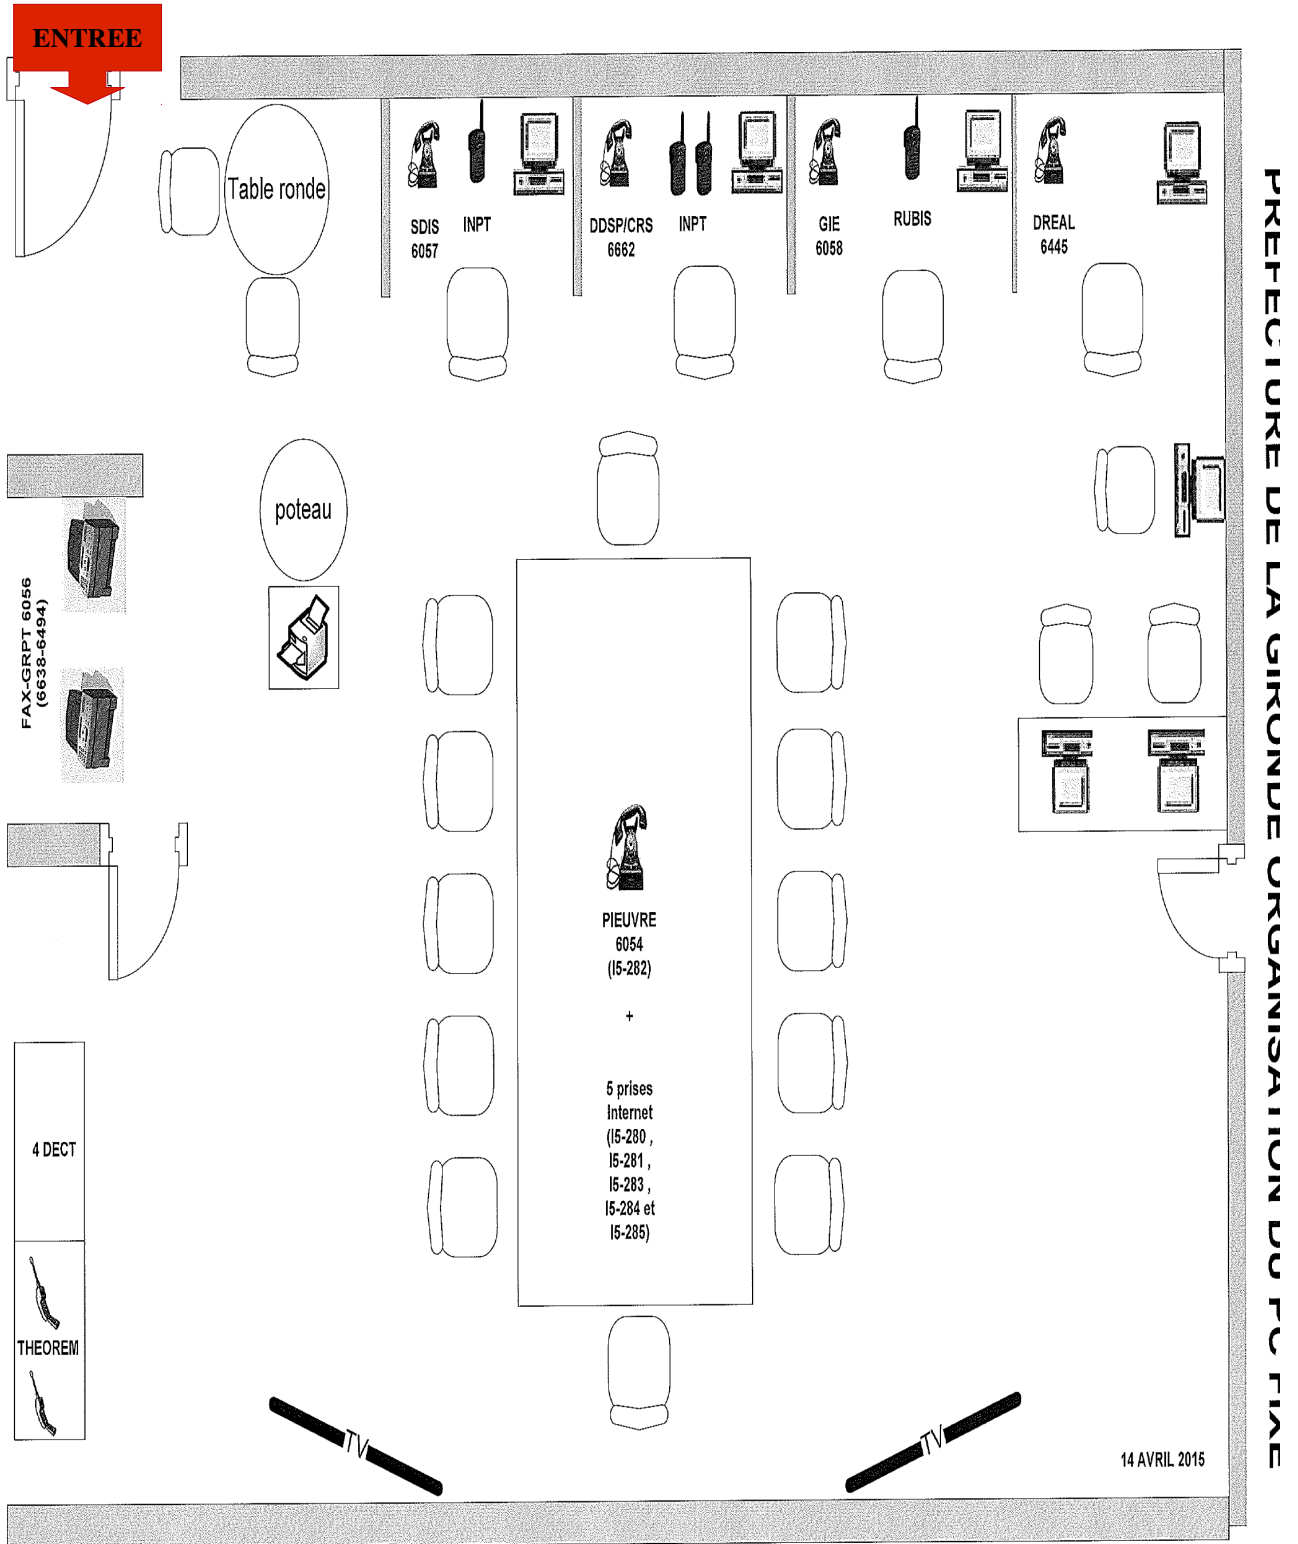 ENTREE
PREFECTURE DE LA GIRONDE ORGANISATION DU PC FIXE
Table ronde
SDIS
6057
INPT
DDSP/CRS
6662
INPT
GIE
6058
RUBIS
DREAL
6445
poteau
FAX-GRPT 6056
(6638-6494)
PIEUVRE
6054
(I5-282)
+
5 prises
Internet
(I5-280 ,
I5-281 ,
I5-283 ,
I5-284 et
I5-285)
4 DECT
THEOREM
TV
TV
14 AVRIL 2015